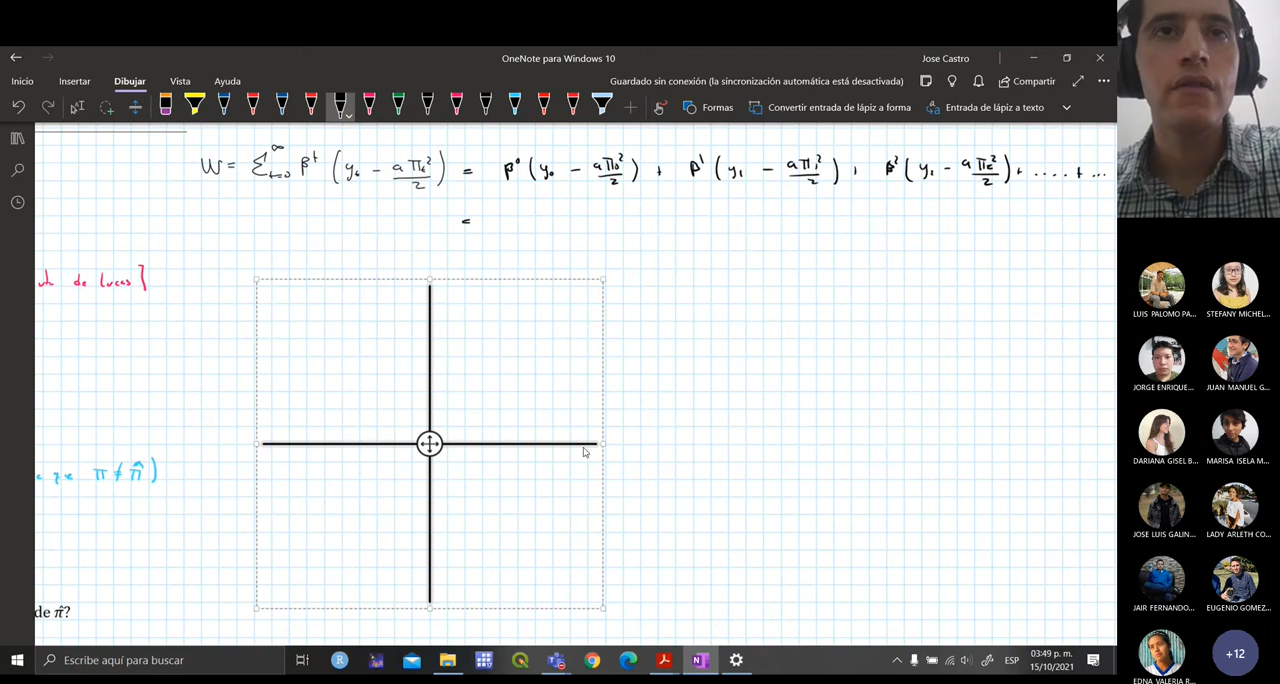 OneNote para Windows 10
Jose Castro
Inicio Insertar Dibujar Vista Ayuda
Guardado sin conexión (la sincronización automática está desactivada)
Compartir
Formas
Convertir entrada de lápiz a forma
Entrada de lápiz a texto
W = Σ_{t=0}^{∞} β^t (y_t - aπ_t²/2) = β⁰ (y₀ - aπ₀²/2) + β¹ (y₁ - aπ₁²/2) + β² (y₂ - aπ₂²/2) + .... + ...
=
de Lucas]
π ≠ π̂)
de π̂?
LUIS PALOMO PA...
STEFANY MICHEL...
JORGE ENRIQUE...
JUAN MANUEL G...
DARIANA GISEL B...
MARISA ISELA M...
JOSE LUIS GALIN...
LADY ARLETH CO...
JAIR FERNANDO...
EUGENIO GOMEZ...
EDNA VALERIA R...
+12
Escribe aquí para buscar
ESP
03:49 p. m.
15/10/2021